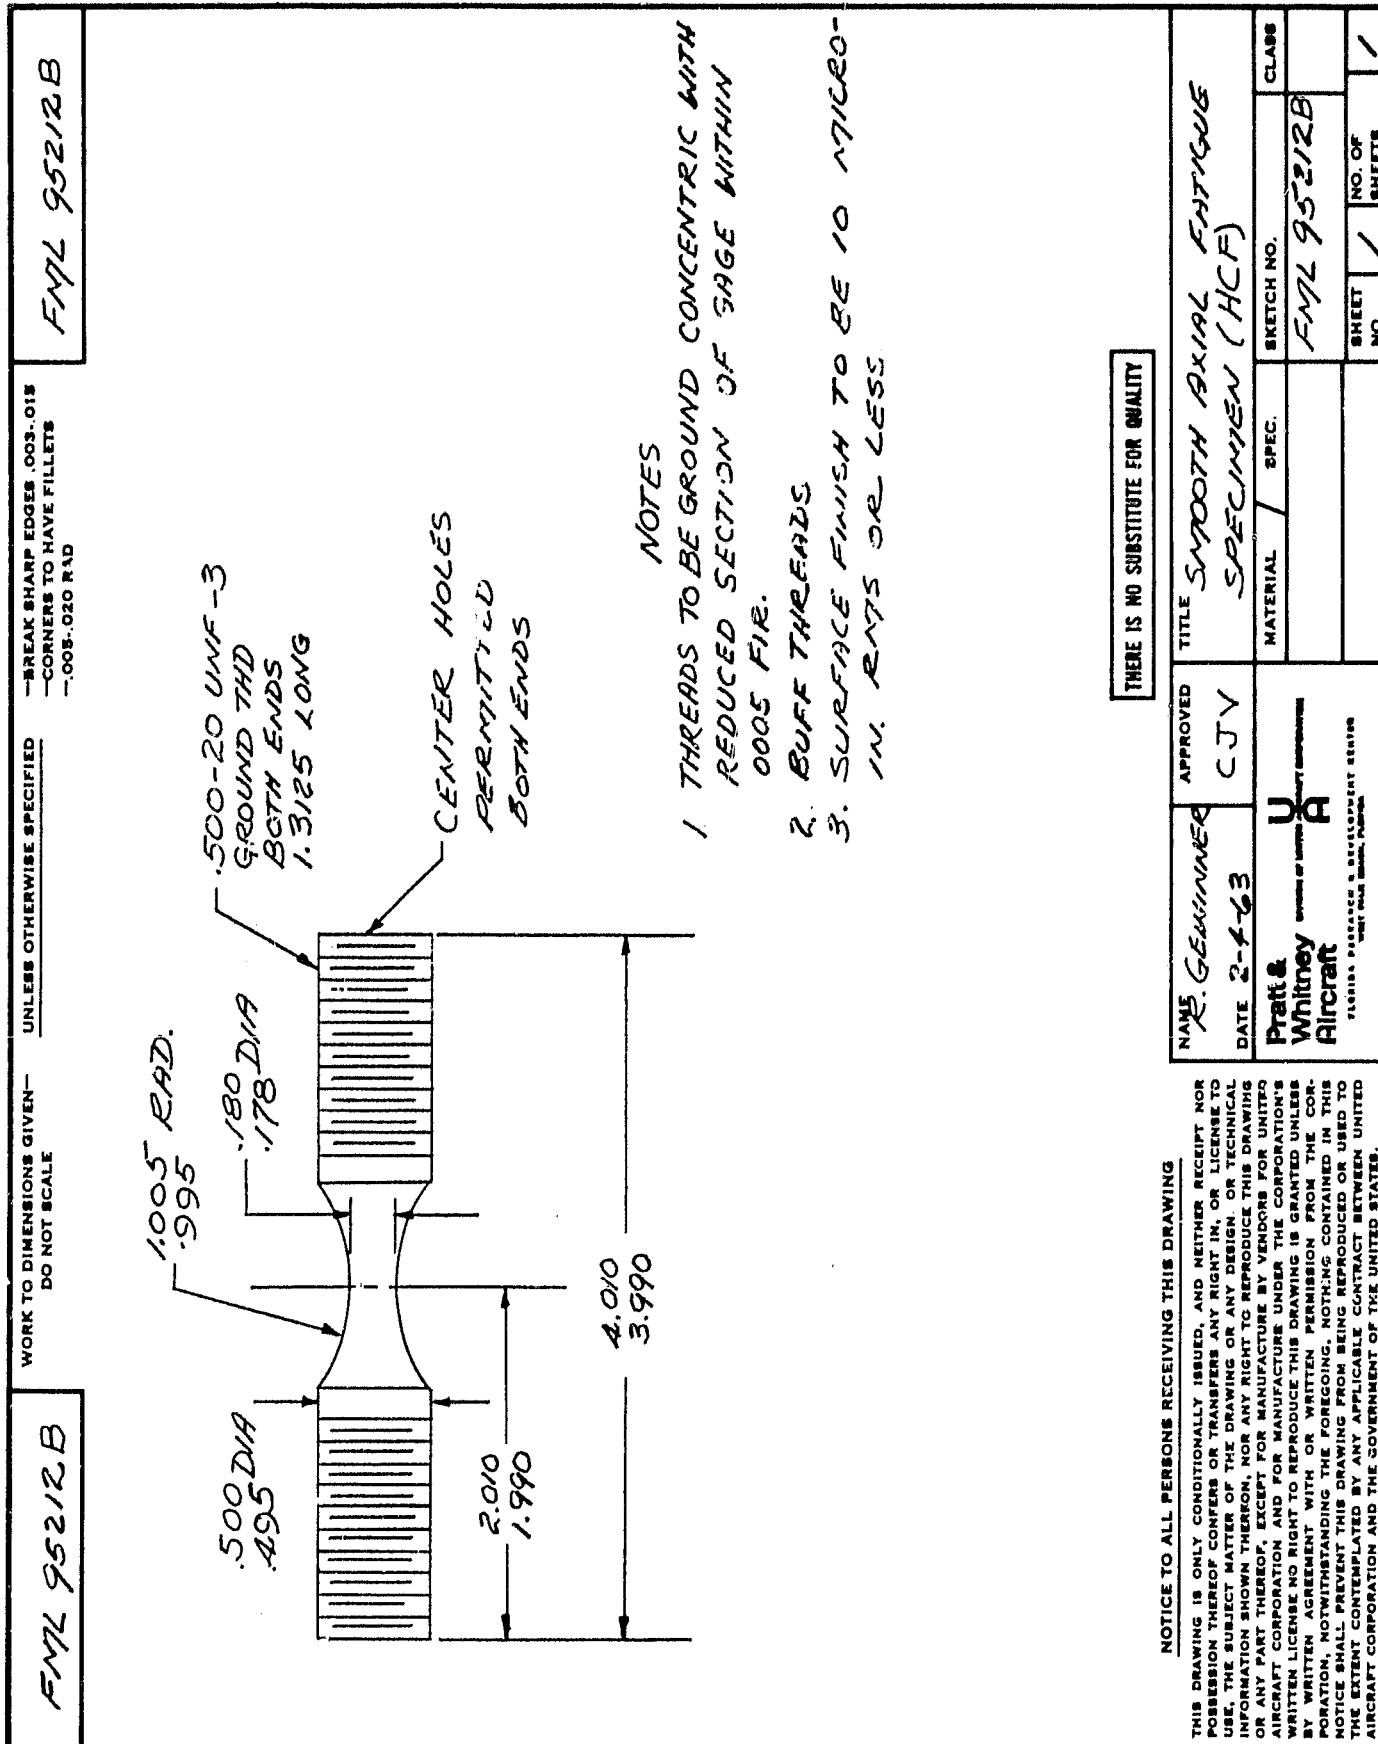 FML 95212B
WORK TO DIMENSIONS GIVEN—
DO NOT SCALE
UNLESS OTHERWISE SPECIFIED
—BREAK SHARP EDGES .003-.015
—CORNERS TO HAVE FILLETS
—.005-.020 RAD
FML 95212B
1.005 RAD.
.995
.500 DIA
.495
.180 DIA
.178
.500-20 UNF-3
GROUND THD
BOTH ENDS
1.3125 LONG
CENTER HOLES
PERMITTED
BOTH ENDS
2.010
1.990
4.010
3.990
NOTES
1 THREADS TO BE GROUND CONCENTRIC WITH
REDUCED SECTION OF GAGE WITHIN
0005 FIR.
2. BUFF THREADS
3. SURFACE FINISH TO BE 10 MICRO-
IN. RMS OR LESS
THERE IS NO SUBSTITUTE FOR QUALITY
NOTICE TO ALL PERSONS RECEIVING THIS DRAWING
THIS DRAWING IS ONLY CONDITIONALLY ISSUED, AND NEITHER RECEIPT NOR
POSSESSION THEREOF CONFERS OR TRANSFERS ANY RIGHT IN, OR LICENSE TO
USE, THE SUBJECT MATTER OF THE DRAWING OR ANY DESIGN OR TECHNICAL
INFORMATION SHOWN THEREON, NOR ANY RIGHT TO REPRODUCE THIS DRAWING
OR ANY PART THEREOF, EXCEPT FOR MANUFACTURE BY VENDORS FOR UNITED
AIRCRAFT CORPORATION AND FOR MANUFACTURE UNDER THE CORPORATION'S
WRITTEN LICENSE NO RIGHT TO REPRODUCE THIS DRAWING IS GRANTED UNLESS
BY WRITTEN AGREEMENT WITH OR WRITTEN PERMISSION FROM THE COR-
PORATION, NOTWITHSTANDING THE FOREGOING, NOTHING CONTAINED IN THIS
NOTICE SHALL PREVENT THIS DRAWING FROM BEING REPRODUCED OR USED TO
THE EXTENT CONTEMPLATED BY ANY APPLICABLE CONTRACT BETWEEN UNITED
AIRCRAFT CORPORATION AND THE GOVERNMENT OF THE UNITED STATES.
NAME
R.
DATE 2-4-63
APPROVED
CJV
TITLE SMOOTH AXIAL FATIGUE
SPECIMEN (HCF)
Pratt &
Whitney
Aircraft
UA
FLORIDA RESEARCH & DEVELOPMENT CENTER
MATERIAL / SPEC.
SKETCH NO.
FML 95212B
CLASS
SHEET
NO.
1
NO. OF
SHEETS
1